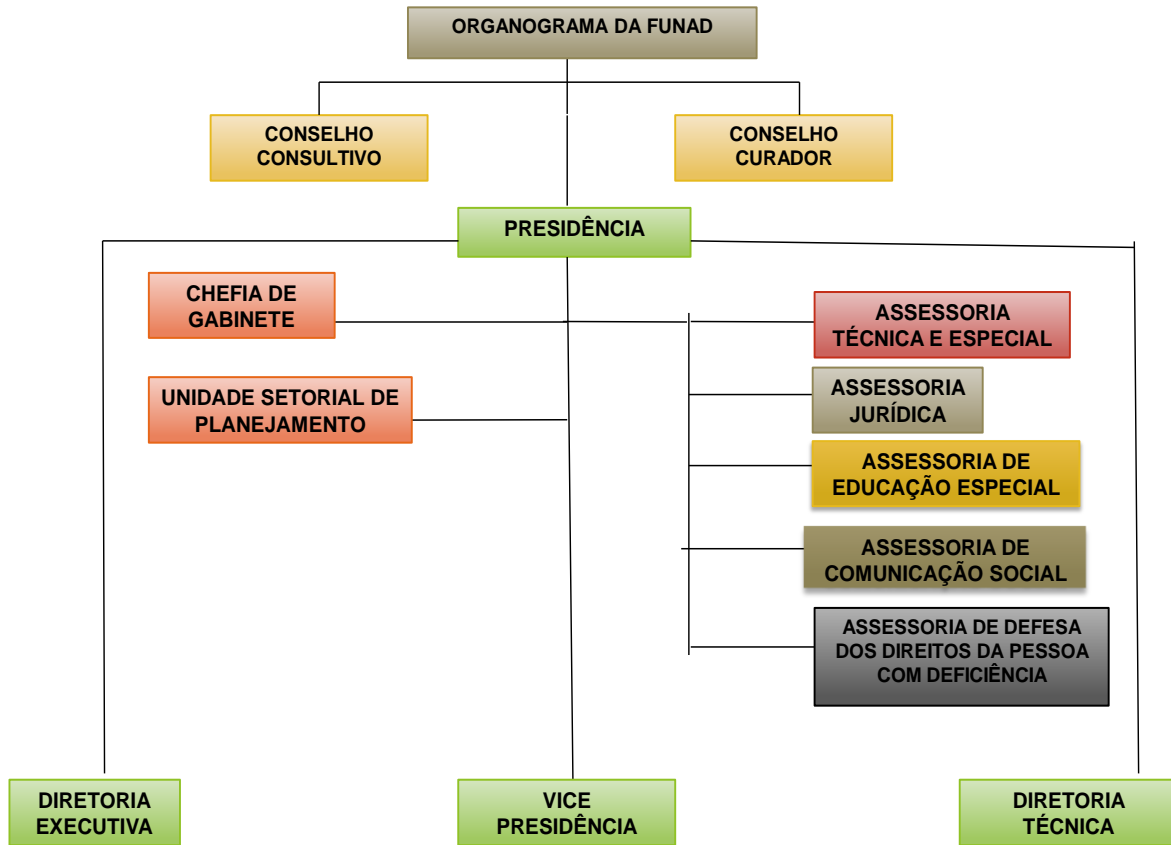 ORGANOGRAMA DA FUNAD
CONSELHO
CONSULTIVO
CONSELHO
CURADOR
PRESIDÊNCIA
CHEFIA DE
GABINETE
ASSESSORIA
TÉCNICA E ESPECIAL
UNIDADE SETORIAL DE
PLANEJAMENTO
ASSESSORIA
JURÍDICA
ASSESSORIA DE
EDUCAÇÃO ESPECIAL
ASSESSORIA DE
COMUNICAÇÃO SOCIAL
ASSESSORIA DE DEFESA
DOS DIREITOS DA PESSOA
COM DEFICIÊNCIA
DIRETORIA
EXECUTIVA
VICE
PRESIDÊNCIA
DIRETORIA
TÉCNICA